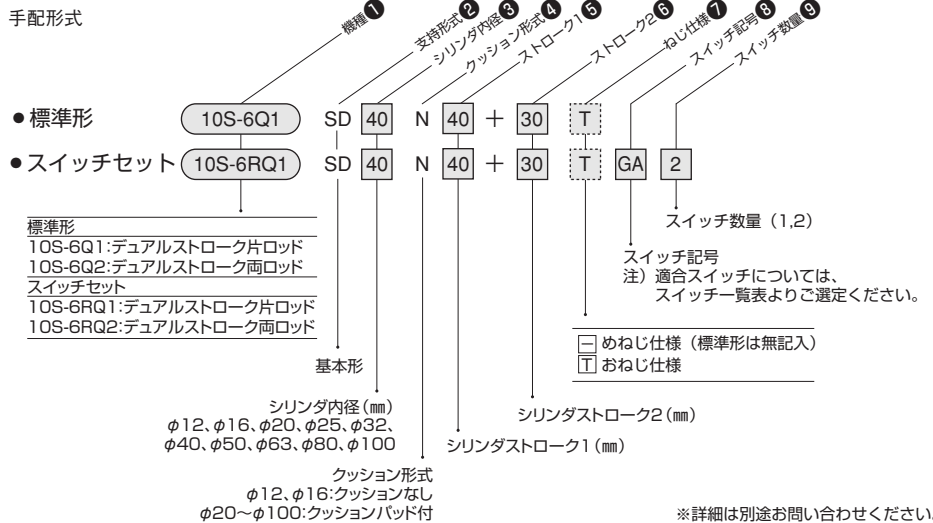 手配形式
機種❶
支持形式❷
シリンダ内径❸
クッション形式❹
ストローク1❺
ストローク2❻
ねじ仕様❼
スイッチ記号❽
スイッチ数量❾
●標準形 10S-6Q1 SD 40 N 40 + 30 T
●スイッチセット 10S-6RQ1 SD 40 N 40 + 30 T GA 2
標準形
10S-6Q1:デュアルストローク片ロッド
10S-6Q2:デュアルストローク両ロッド
スイッチセット
10S-6RQ1:デュアルストローク片ロッド
10S-6RQ2:デュアルストローク両ロッド
基本形
シリンダ内径(㎜)
φ12、φ16、φ20、φ25、φ32、
φ40、φ50、φ63、φ80、φ100
クッション形式
φ12、φ16:クッションなし
φ20〜φ100:クッションパッド付
シリンダストローク1(㎜)
シリンダストローク2(㎜)
─ めねじ仕様(標準形は無記入)
T おねじ仕様
スイッチ記号
注)適合スイッチについては、
スイッチ一覧表よりご選定ください。
スイッチ数量(1,2)
※詳細は別途お問い合わせください。